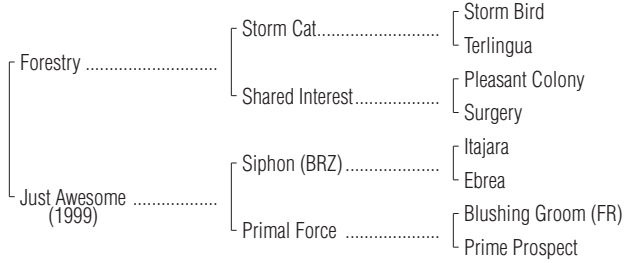 Storm Bird
Storm Cat........................
Terlingua
Forestry ..........................
Pleasant Colony
Shared Interest.................
Surgery
Itajara
Siphon (BRZ)...................
Ebrea
Just Awesome .................
(1999)
Blushing Groom (FR)
Primal Force ...................
Prime Prospect